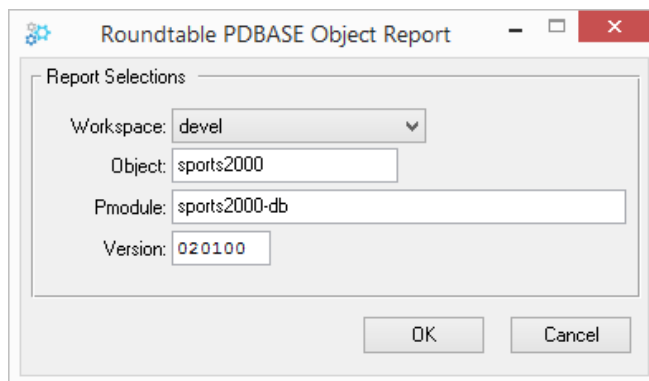 Roundtable PDBASE Object Report
Report Selections
Workspace: devel
Object: sports2000
Pmodule: sports2000-db
Version: 020100
OK Cancel